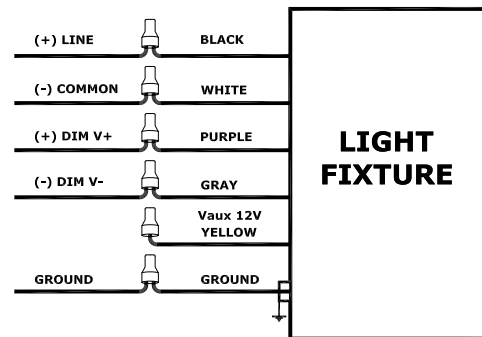 (+) LINE BLACK
(-) COMMON WHITE
(+) DIM V+ PURPLE
(-) DIM V- GRAY
Vaux 12V
YELLOW
GROUND GROUND
LIGHT
FIXTURE